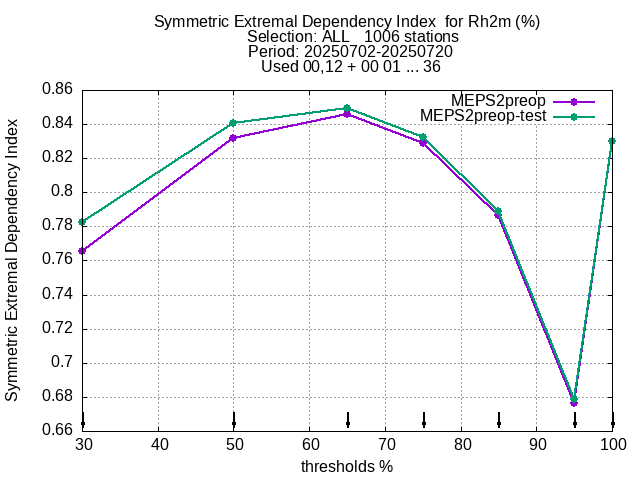 Symmetric Extremal Dependency Index  for Rh2m (%)
Selection: ALL   1006 stations
Period: 20250702-20250720
Used 00,12 + 00 01 ... 36
MEPS2preop
MEPS2preop-test
Symmetric Extremal Dependency Index
0.86
0.84
0.82
0.8
0.78
0.76
0.74
0.72
0.7
0.68
0.66
30 40 50 60 70 80 90 100
thresholds %